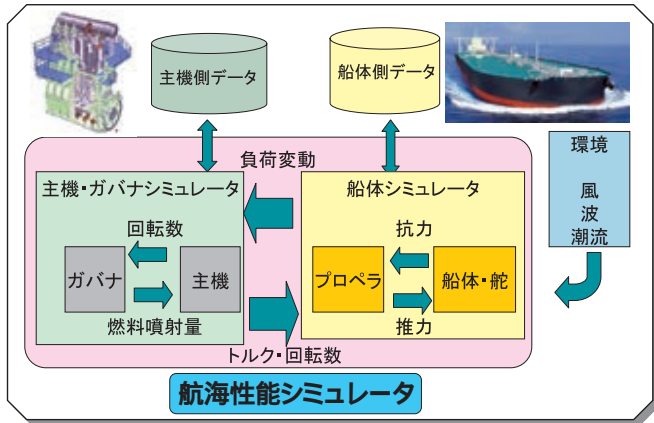 主機側データ
船体側データ
環境
風
波
潮流
負荷変動
主機・ガバナシミュレータ
船体シミュレータ
回転数
ガバナ
主機
燃料噴射量
抗力
プロペラ
船体・舵
推力
トルク・回転数
航海性能シミュレータ